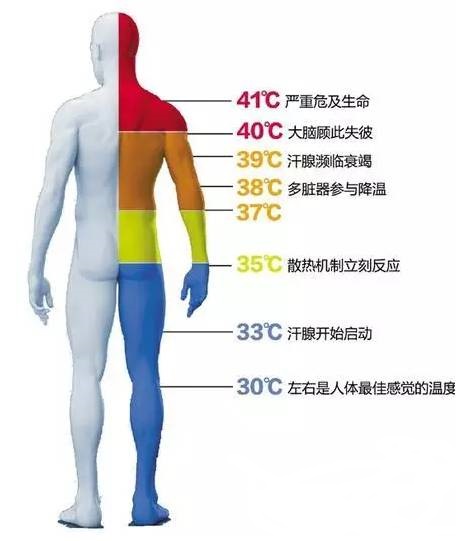 41℃ 严重危及生命
40℃ 大脑顾此失彼
39℃ 汗腺濒临衰竭
38℃ 多脏器参与降温
37℃
35℃ 散热机制立刻反应
33℃ 汗腺开始启动
30℃ 左右是人体最佳感觉的温度